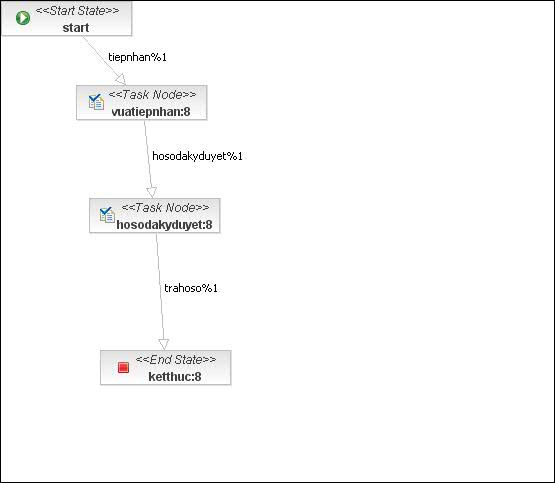 <<Start State>>
start
tiepnhan%1
<<Task Node>>
vuatiepnhan:8
hosodakyduyet%1
<<Task Node>>
hosodakyduyet:8
trahoso%1
<<End State>>
ketthuc:8